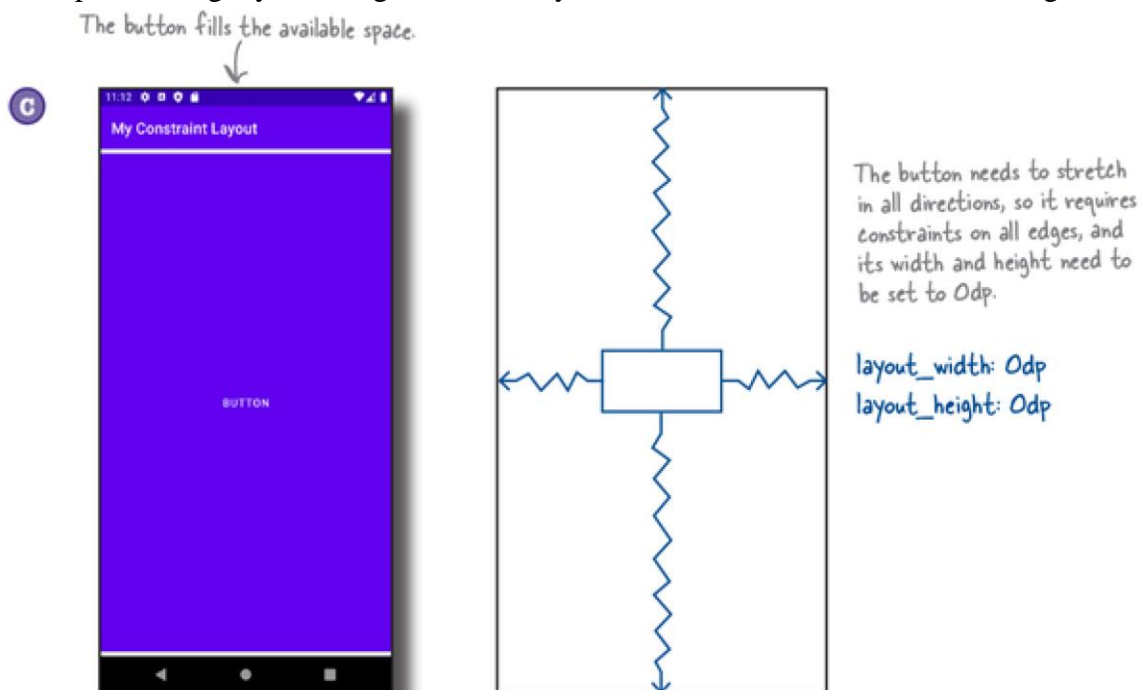 The button fills the available space.
C
11:12
My Constraint Layout
BUTTON
The button needs to stretch
in all directions, so it requires
constraints on all edges, and
its width and height need to
be set to 0dp.
layout_width: 0dp
layout_height: 0dp